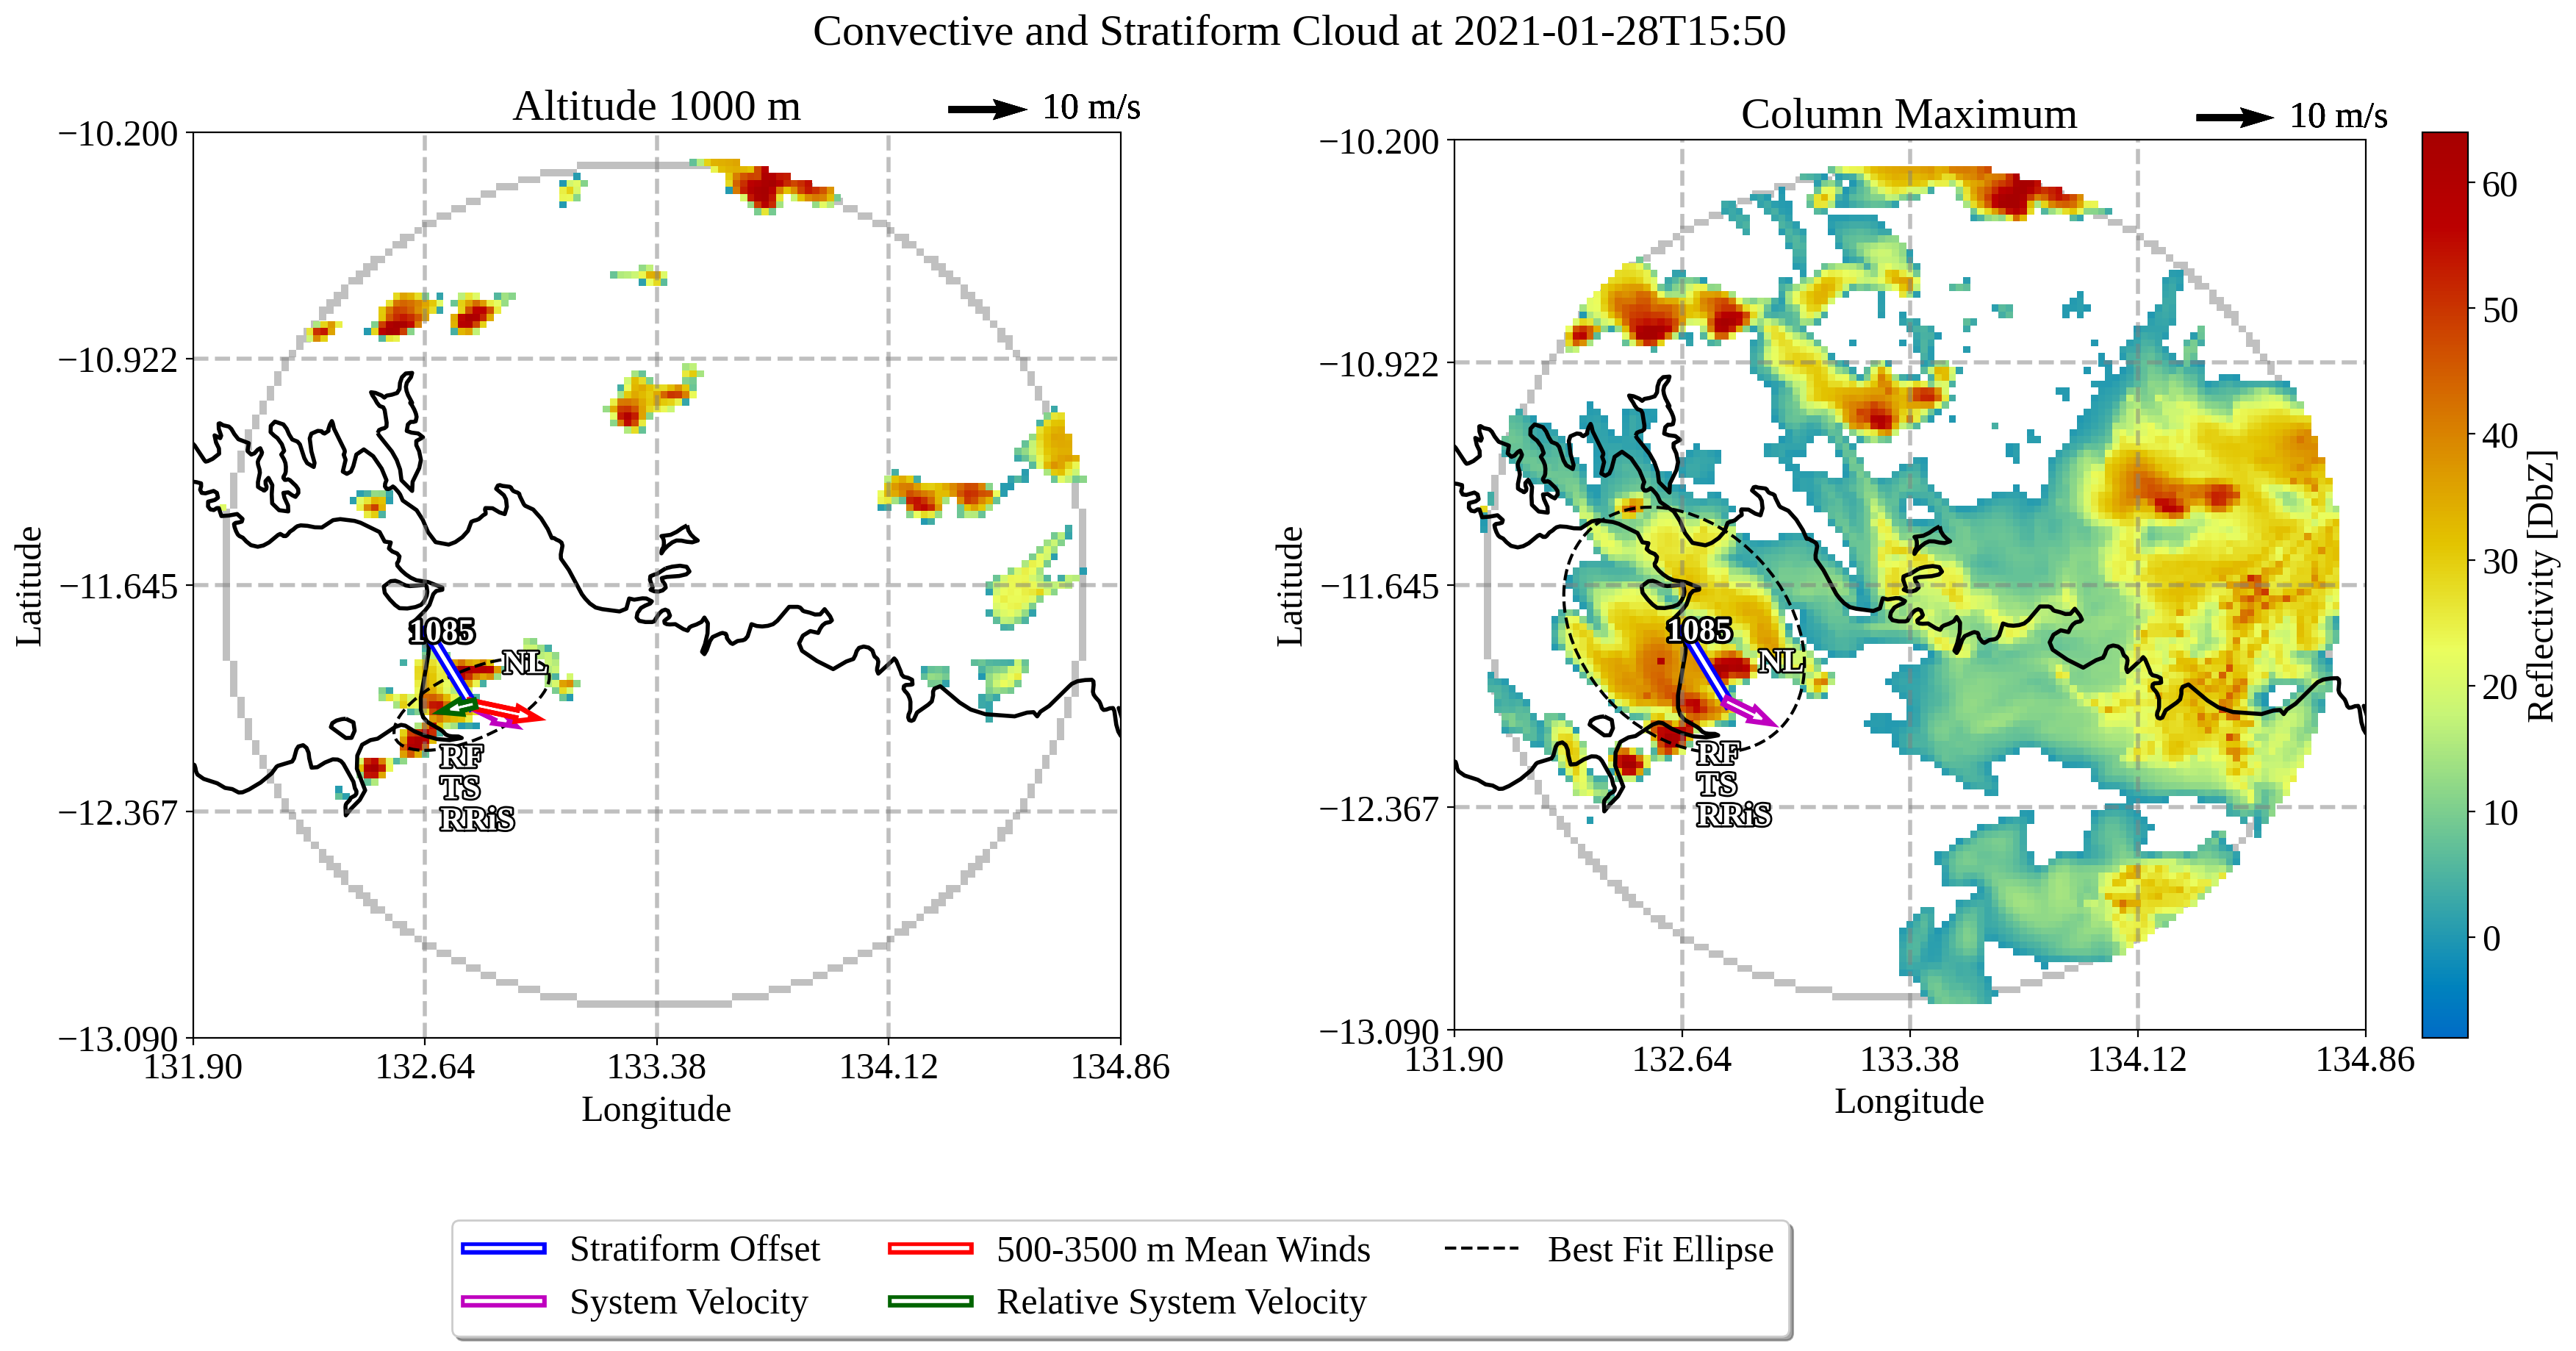 Convective and Stratiform Cloud at 2021-01-28T15:50
Altitude 1000 m
10 m/s
−10.200
−10.922
−11.645
−12.367
−13.090
Latitude
131.90
132.64
133.38
134.12
134.86
Longitude
1085
NL
RF
TS
RRiS
Column Maximum
10 m/s
−10.200
−10.922
−11.645
−12.367
−13.090
Latitude
131.90
132.64
133.38
134.12
134.86
Longitude
1085
NL
RF
TS
RRiS
60
50
40
30
20
10
0
Reflectivity [DbZ]
Stratiform Offset
System Velocity
500-3500 m Mean Winds
Relative System Velocity
Best Fit Ellipse